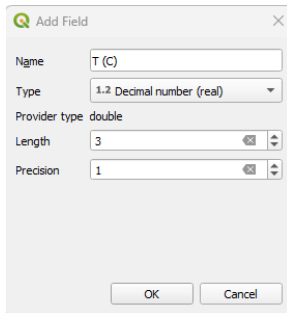 Add Field
Name T (C)
Type 1.2 Decimal number (real)
Provider type double
Length 3
Precision 1
OK Cancel